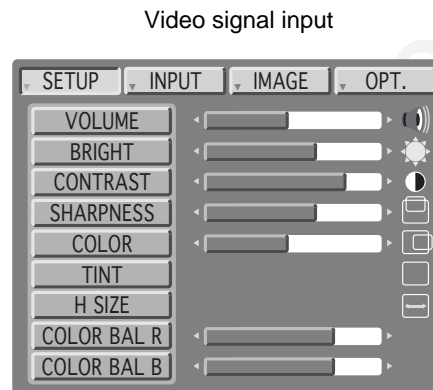 Video signal input
SETUP INPUT IMAGE OPT.
VOLUME
BRIGHT
CONTRAST
SHARPNESS
COLOR
TINT
H SIZE
COLOR BAL R
COLOR BAL B